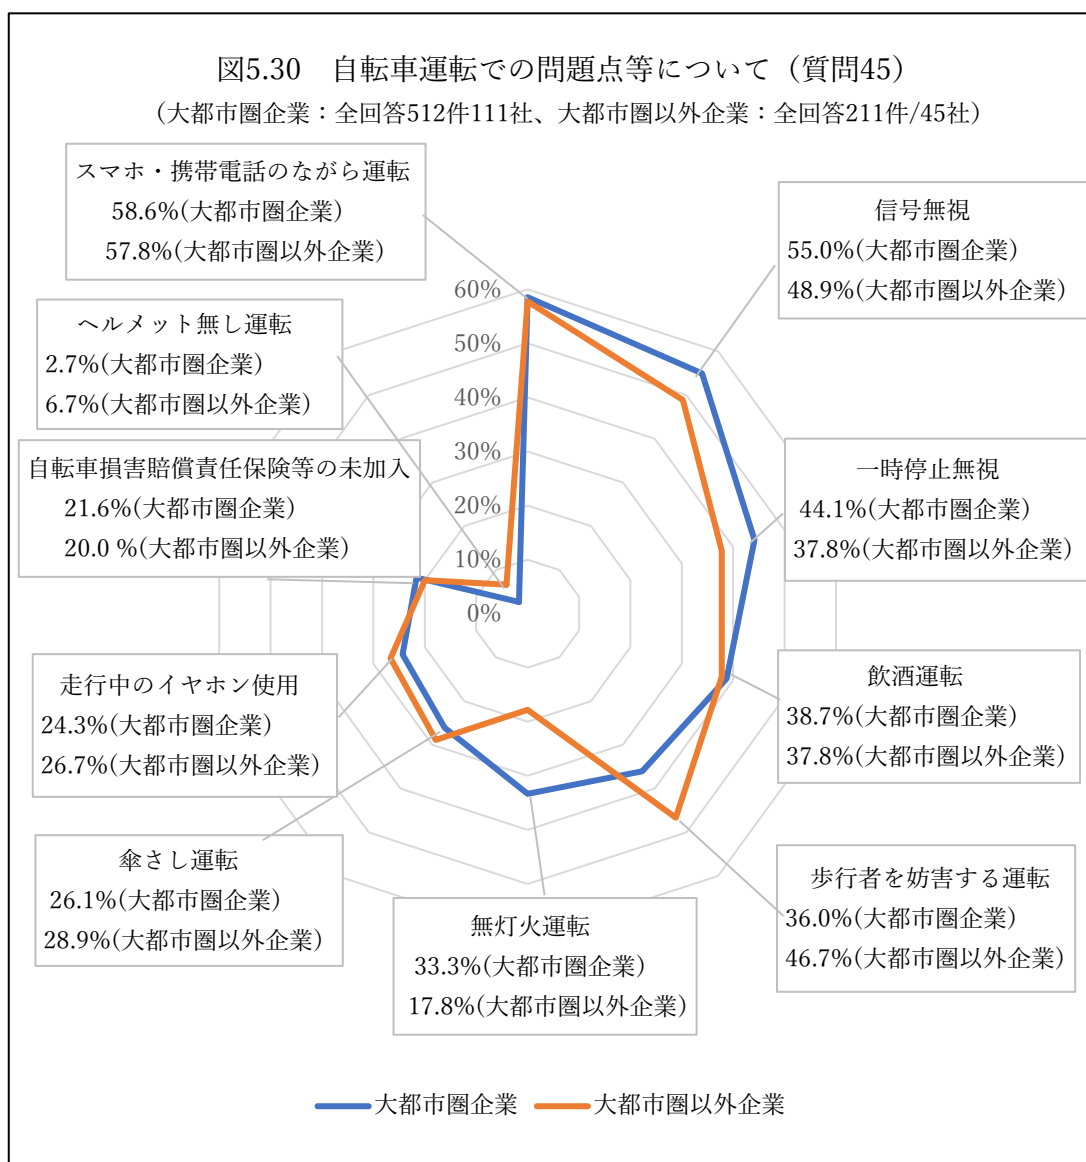 図5.30　自転車運転での問題点等について（質問45）
（大都市圏企業：全回答512件111社、大都市圏以外企業：全回答211件/45社）
スマホ・携帯電話のながら運転
58.6%(大都市圏企業)
57.8%(大都市圏以外企業)
信号無視
55.0%(大都市圏企業)
48.9%(大都市圏以外企業)
ヘルメット無し運転
2.7%(大都市圏企業)
6.7%(大都市圏以外企業)
自転車損害賠償責任保険等の未加入
21.6%(大都市圏企業)
20.0 %(大都市圏以外企業)
一時停止無視
44.1%(大都市圏企業)
37.8%(大都市圏以外企業)
60%
50%
40%
30%
20%
10%
0%
走行中のイヤホン使用
24.3%(大都市圏企業)
26.7%(大都市圏以外企業)
飲酒運転
38.7%(大都市圏企業)
37.8%(大都市圏以外企業)
傘さし運転
26.1%(大都市圏企業)
28.9%(大都市圏以外企業)
無灯火運転
33.3%(大都市圏企業)
17.8%(大都市圏以外企業)
歩行者を妨害する運転
36.0%(大都市圏企業)
46.7%(大都市圏以外企業)
大都市圏企業
大都市圏以外企業